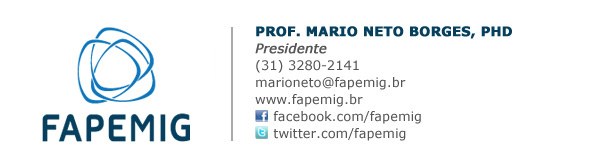 FAPEMIG
PROF. MARIO NETO BORGES, PHD
Presidente
(31) 3280-2141
marioneto@fapemig.br
www.fapemig.br
facebook.com/fapemig
twitter.com/fapemig